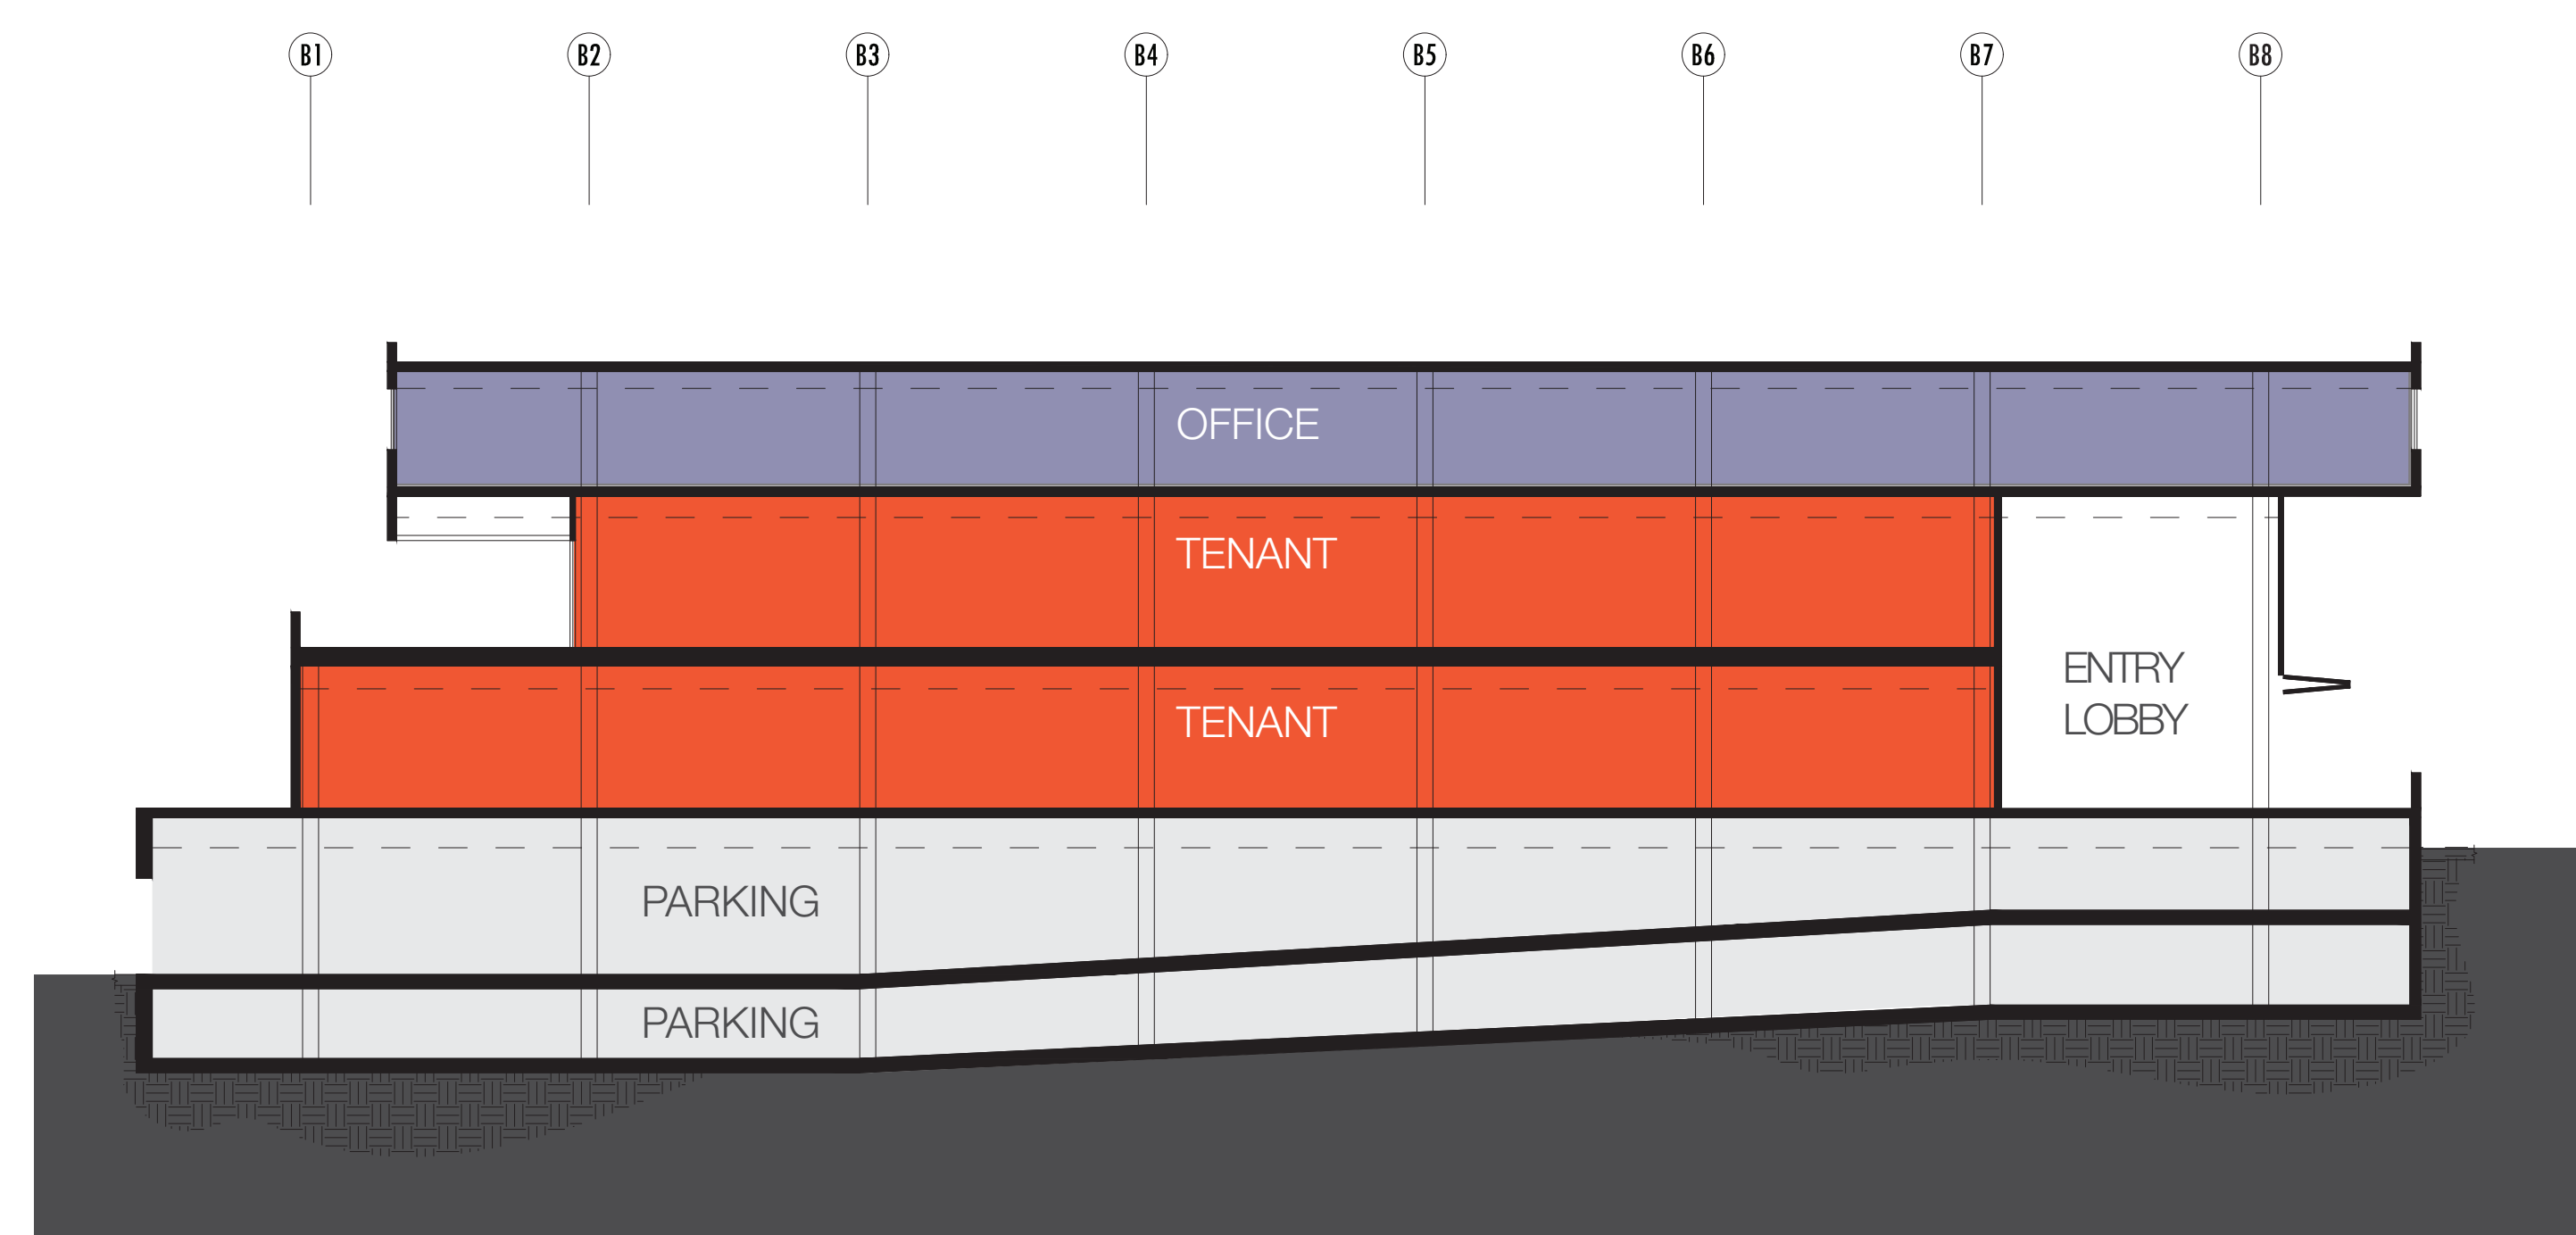 B1 B2 B3 B4 B5 B6 B7 B8
OFFICE
TENANT
ENTRY
LOBBY
TENANT
PARKING
PARKING